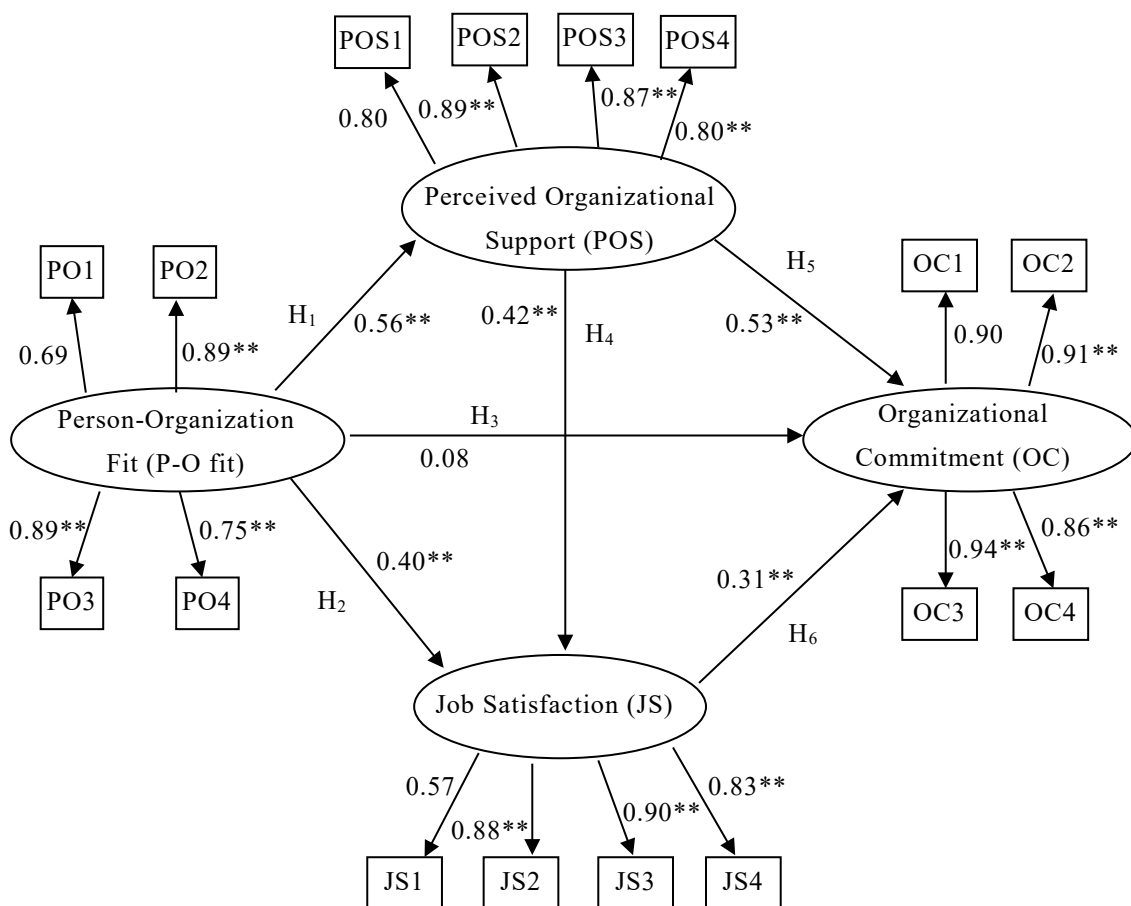 POS1
POS2
POS3
POS4
0.80
0.89**
0.87**
0.80**
Perceived Organizational
Support (POS)
PO1
PO2
0.69
0.89**
H₁
0.56**
0.42**
H₄
H₅
0.53**
OC1
OC2
0.90
0.91**
Person-Organization
Fit (P-O fit)
H₃
0.08
Organizational
Commitment (OC)
0.89**
0.75**
PO3
PO4
0.40**
H₂
0.31**
H₆
0.94**
0.86**
OC3
OC4
Job Satisfaction (JS)
0.57
0.88**
0.90**
0.83**
JS1
JS2
JS3
JS4